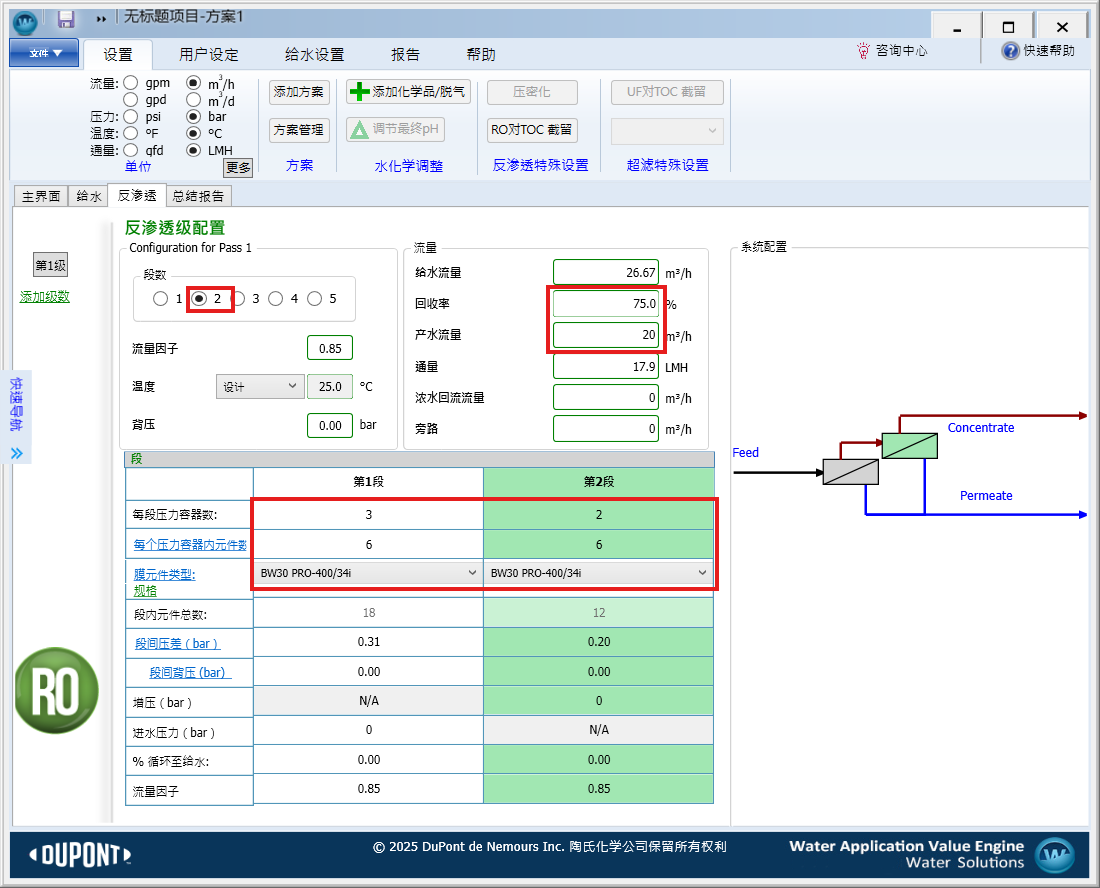 无标题项目-方案1
文件
设置
用户设定
给水设置
报告
帮助
咨询中心
快速帮助
流量:
gpm
m³/h
gpd
m³/d
压力:
psi
bar
温度:
ºF
ºC
通量:
gfd
LMH
单位
更多
添加方案
方案管理
方案
添加化学品/脱气
调节最终pH
水化学调整
压密化
RO对TOC 截留
反渗透特殊设置
UF对TOC 截留
超滤特殊设置
主界面
给水
反渗透
总结报告
第1级
添加级数
快速导航
反渗透级配置
Configuration for Pass 1
段数
1
2
3
4
5
流量因子
0.85
温度
设计
25.0
°C
背压
0.00
bar
流量
给水流量
26.67
m³/h
回收率
75.0
%
产水流量
20
m³/h
通量
17.9
LMH
浓水回流流量
0
m³/h
旁路
0
m³/h
系统配置
Feed
Concentrate
Permeate
段
第1段
第2段
每段压力容器数:
3
2
每个压力容器内元件数
6
6
膜元件类型:
BW30 PRO-400/34i
BW30 PRO-400/34i
规格
段内元件总数:
18
12
段间压差 ( bar )
0.31
0.20
段间背压 (bar)
0.00
0.00
增压 ( bar )
N/A
0
进水压力 ( bar )
0
N/A
% 循环至给水:
0.00
0.00
流量因子
0.85
0.85
RO
DUPONT
© 2025 DuPont de Nemours Inc. 陶氏化学公司保留所有权利
Water Application Value Engine
Water Solutions
W